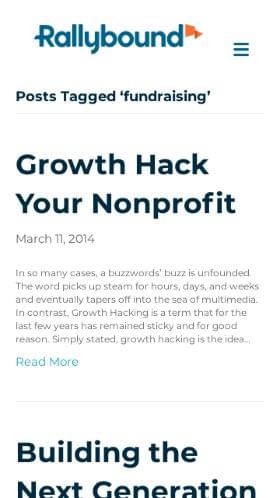 Rallybound
Posts Tagged ‘fundraising’
Growth Hack
Your Nonprofit
March 11, 2014
In so many cases, a buzzwords’ buzz is unfounded.
The word picks up steam for hours, days, and weeks
and eventually tapers off into the sea of multimedia.
In contrast, Growth Hacking is a term that for the
last few years has remained sticky and for good
reason. Simply stated, growth hacking is the idea…
Read More
Building the
Next Generation